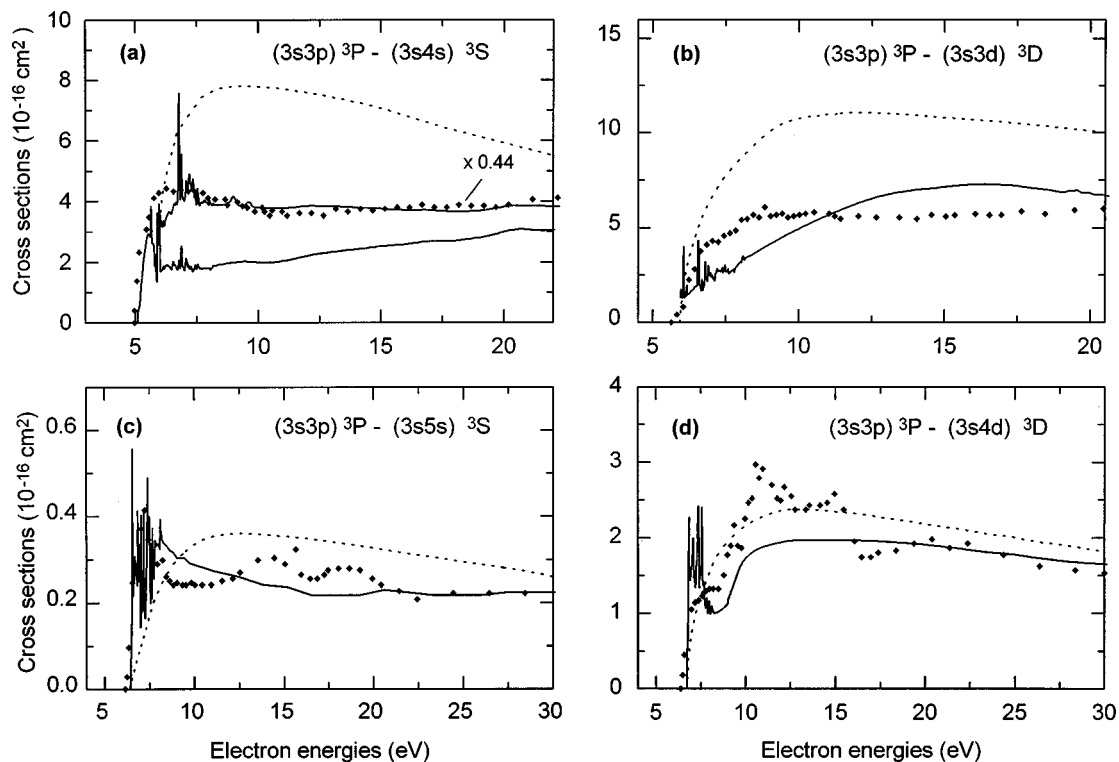 (a) (3s3p) ³P - (3s4s) ³S
x 0.44
Cross sections (10⁻¹⁶ cm²)
10
8
6
4
2
0
5 10 15 20
(b) (3s3p) ³P - (3s3d) ³D
15
10
5
0
5 10 15 20
(c) (3s3p) ³P - (3s5s) ³S
Cross sections (10⁻¹⁶ cm²)
0.6
0.4
0.2
0.0
5 10 15 20 25 30
Electron energies (eV)
(d) (3s3p) ³P - (3s4d) ³D
4
3
2
1
0
5 10 15 20 25 30
Electron energies (eV)